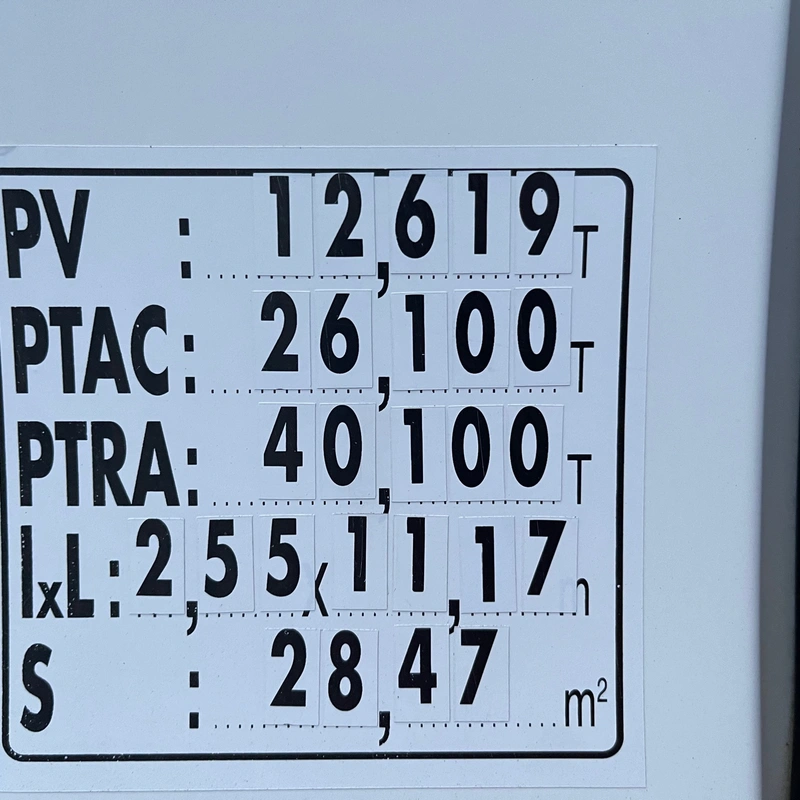 PV : 12,619 T
PTAC : 26,100 T
PTRA : 40,100 T
lxL : 2,55 x 11,17 m
S : 28,47 m²